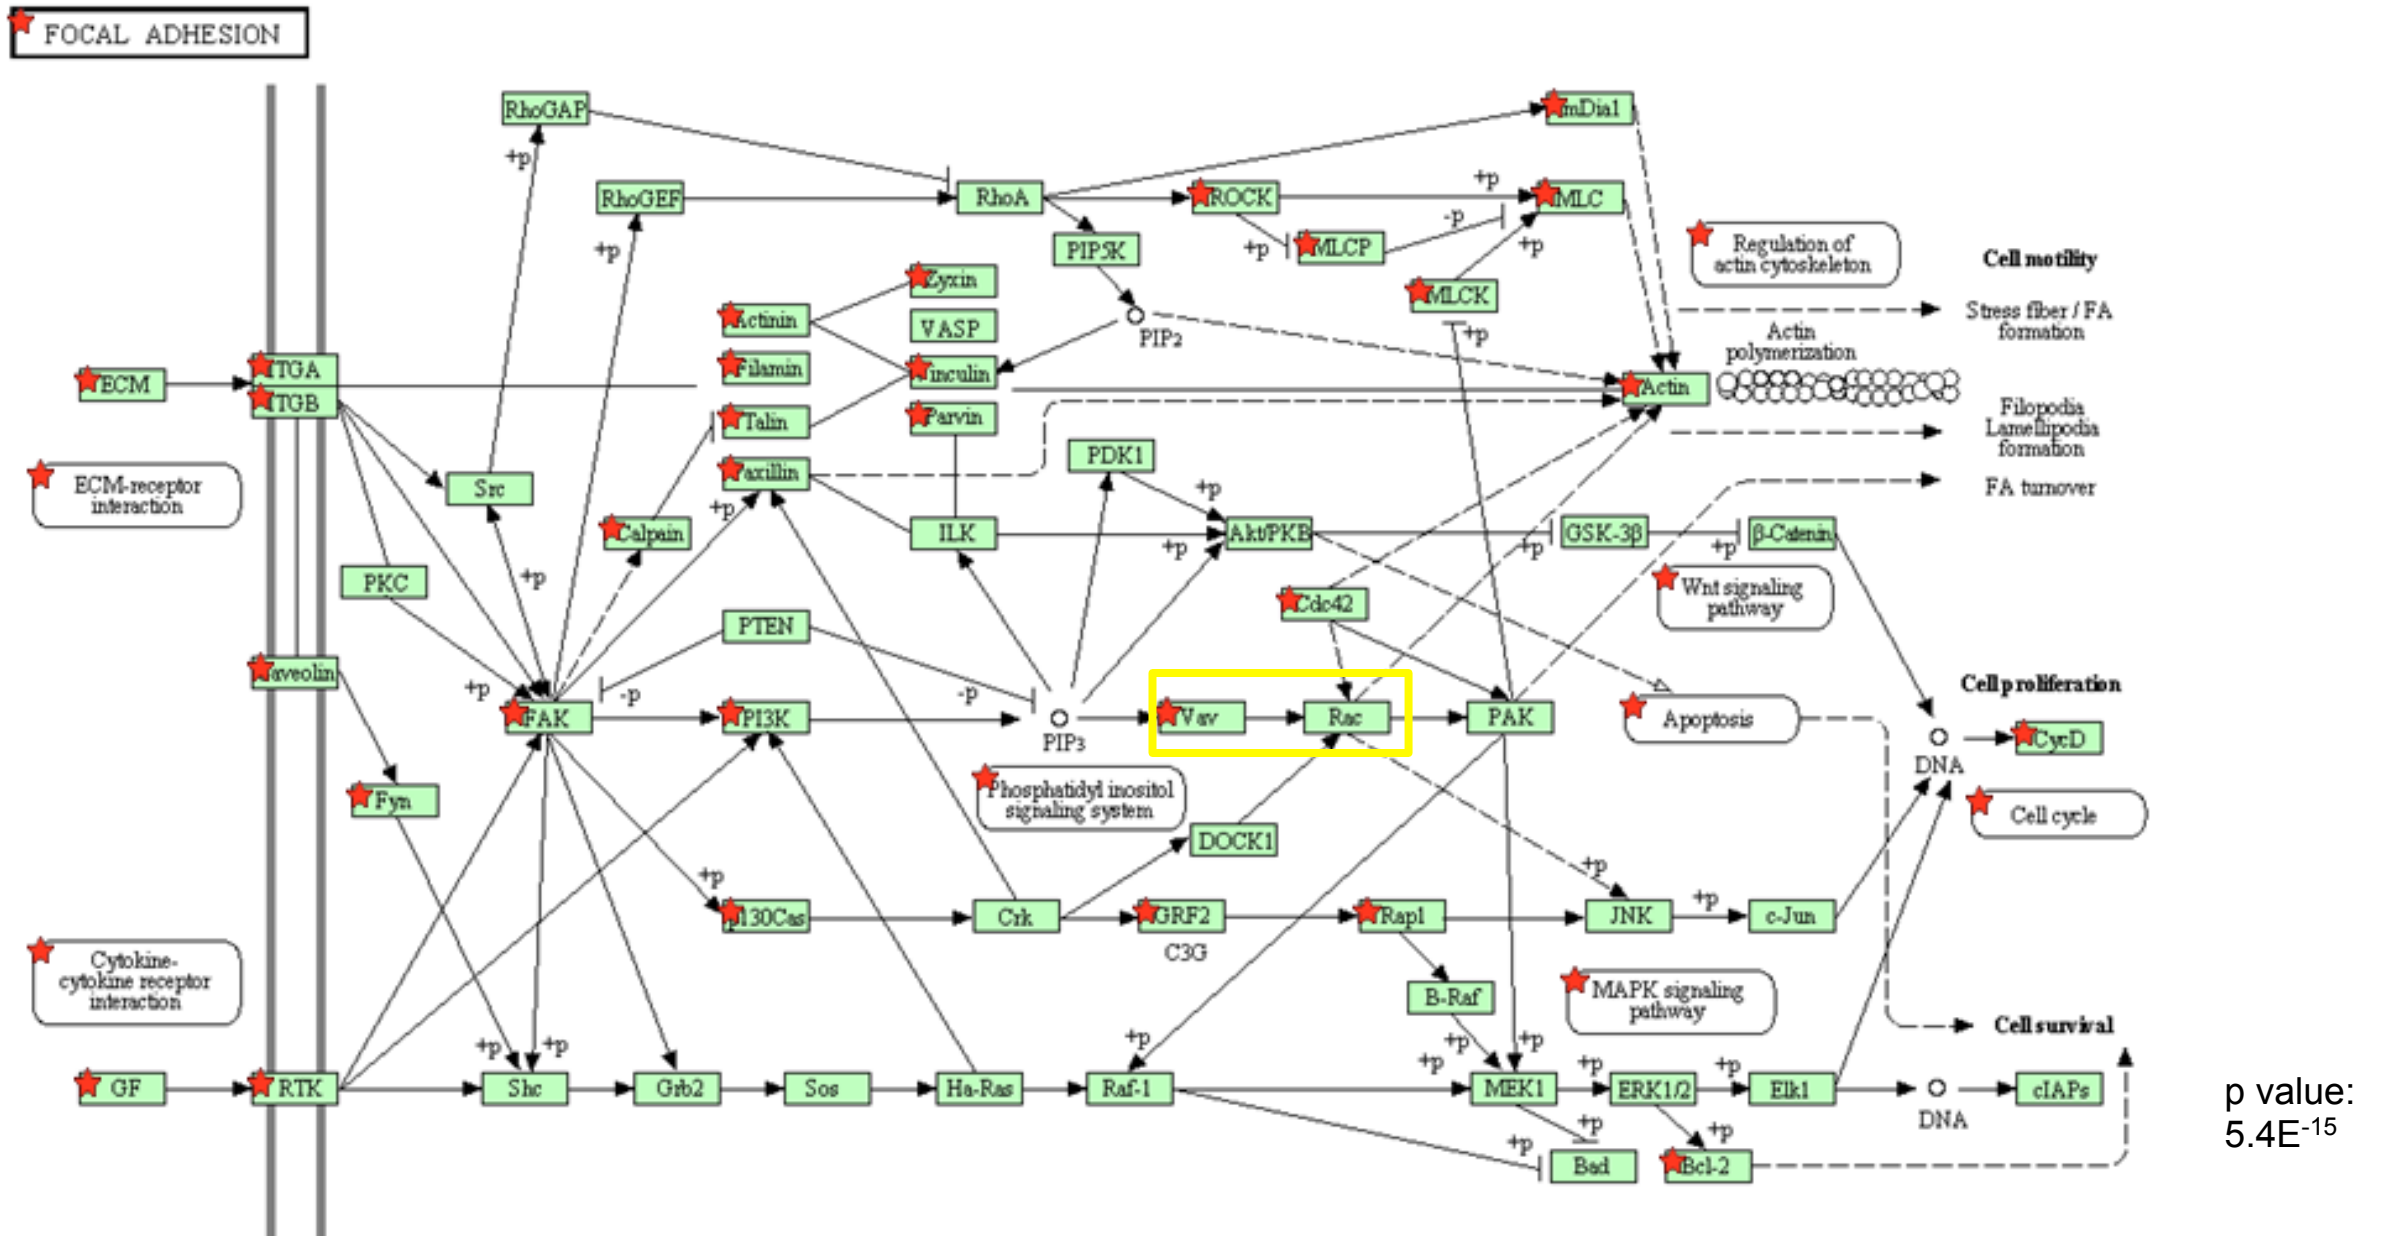 FOCAL ADHESION
RhoGAP
mDia1
+p
RhoGEF
RhoA
ROCK
+p
MLC
-p
+p
PIP5K
+p
MLCP
+p
Regulation of
actin cytoskeleton
Cell motility
Zyxin
MLCK
Actinin
VASP
PIP2
+p
Stress fiber / FA
formation
Actin
polymerization
ECM
ITGA
ITGB
Filamin
Vinculin
Actin
Talin
Parvin
Filopodia
Lamellipodia
formation
PDK1
ECM-receptor
interaction
Src
Paxillin
+p
+p
FA turnover
Calpain
ILK
+p
Akt/PKB
+p
GSK-3β
+p
β-Catenin
PKC
+p
Cdc42
Wnt signaling
pathway
PTEN
Caveolin
+p
-p
-p
Cell proliferation
FAK
PI3K
PIP3
Vav
Rac
PAK
Apoptosis
DNA
CycD
Fyn
Phosphatidyl inositol
signaling system
Cell cycle
DOCK1
+p
+p
p130Cas
Crk
GRF2
C3G
Rap1
JNK
+p
c-Jun
Cytokine-
cytokine receptor
interaction
B-Raf
MAPK signaling
pathway
Cell survival
+p
+p
+p
+p
+p
+p
+p
+p
GF
RTK
Shc
Grb2
Sos
Ha-Ras
Raf-1
MEK1
ERK1/2
Elk1
DNA
cIAPs
p value:
5.4E-15
+p
+p
+p
Bad
Bcl-2